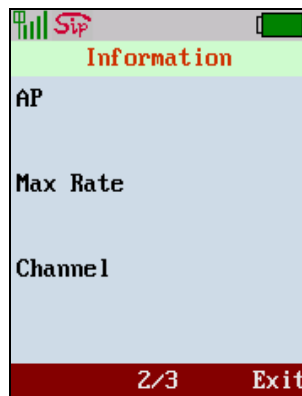 Sip
Information
AP
Max Rate
Channel
2/3 Exit